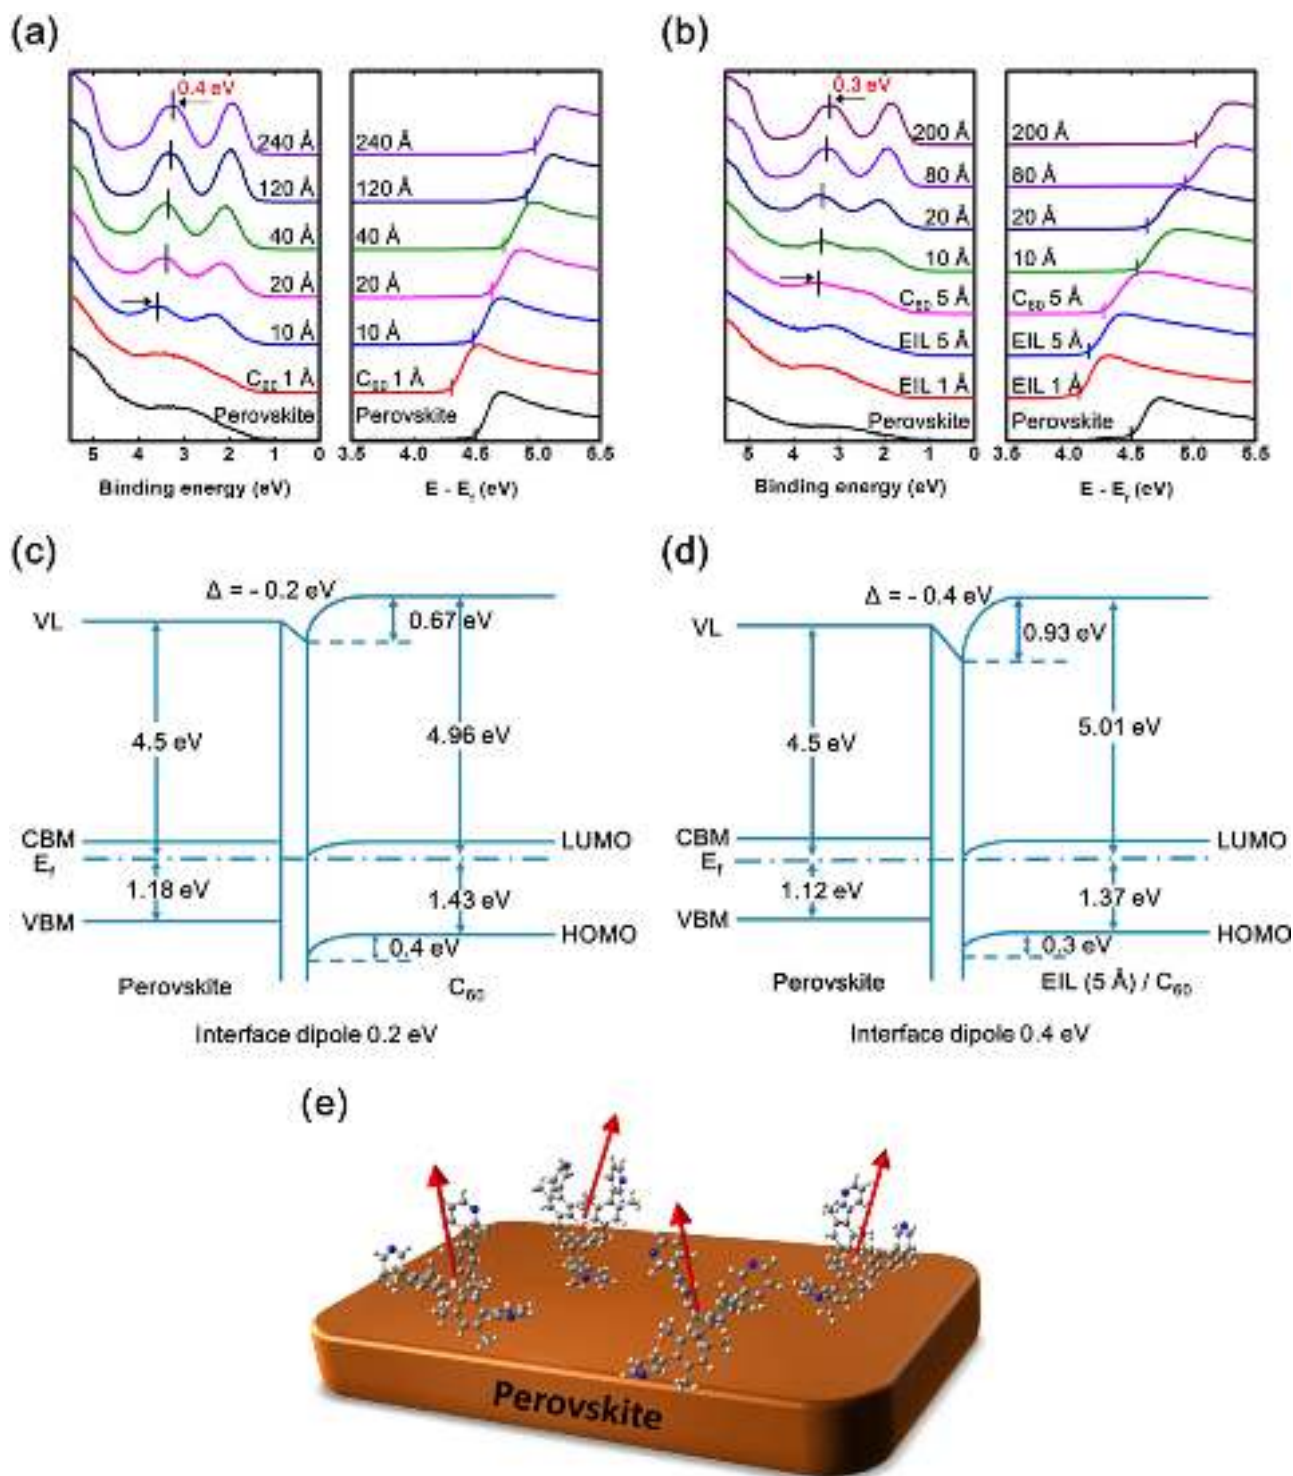 (a)
(b)
0.4 eV
240 Å
120 Å
40 Å
20 Å
10 Å
C60 1 Å
Perovskite
5 4 3 2 1 0
Binding energy (eV)
240 Å
120 Å
40 Å
20 Å
10 Å
C60 1 Å
Perovskite
3.5 4.0 4.5 5.0 5.5
E - Ef (eV)
0.3 eV
200 Å
80 Å
20 Å
10 Å
C60 5 Å
EIL 5 Å
EIL 1 Å
Perovskite
5 4 3 2 1 0
Binding energy (eV)
200 Å
80 Å
20 Å
10 Å
C60 5 Å
EIL 5 Å
EIL 1 Å
Perovskite
3.5 4.0 4.5 5.0 5.5
E - Ef (eV)
(c)
Δ = - 0.2 eV
VL
0.67 eV
4.5 eV
4.96 eV
CBM
LUMO
Ef
1.18 eV
1.43 eV
VBM
HOMO
0.4 eV
Perovskite
C60
Interface dipole 0.2 eV
(d)
Δ = - 0.4 eV
VL
0.93 eV
4.5 eV
5.01 eV
CBM
LUMO
Ef
1.12 eV
1.37 eV
VBM
HOMO
0.3 eV
Perovskite
EIL (5 Å) / C60
Interface dipole 0.4 eV
(e)
Perovskite